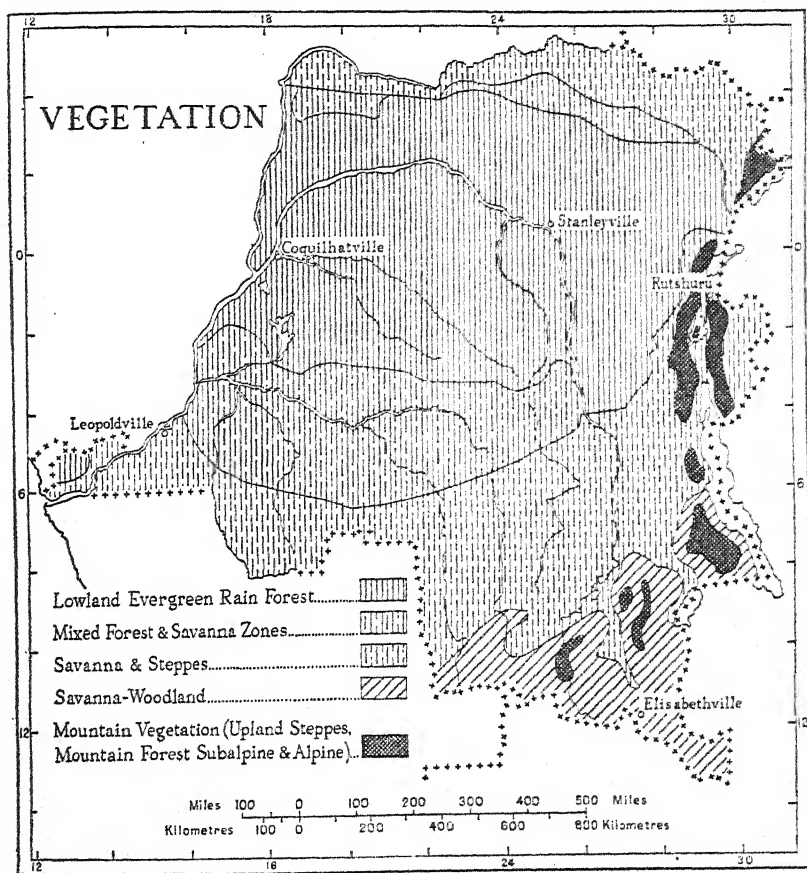 12 18 24 30
VEGETATION
Stanleyville
0 Coquilhatville 0
Rutshuru
Leopoldville
6 6
Lowland Evergreen Rain Forest
Mixed Forest & Savanna Zones
Savanna & Steppes
Savanna-Woodland
Elisabethville
12 12
Mountain Vegetation (Upland Steppes,
Mountain Forest Subalpine & Alpine)
Miles 100 0 100 200 300 400 500 Miles
Kilometres 100 0 200 400 600 800 Kilometres
12 18 24 30